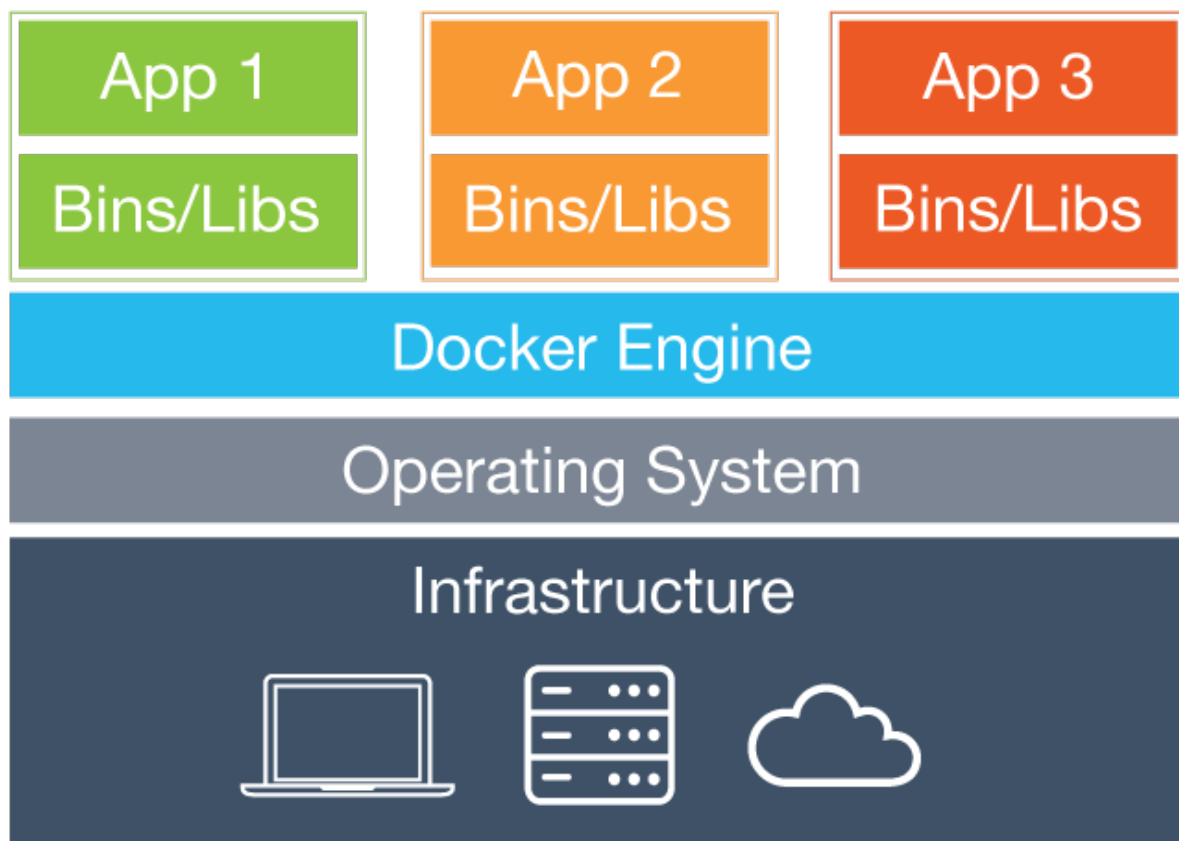 App 1
App 2
App 3
Bins/Libs
Bins/Libs
Bins/Libs
Docker Engine
Operating System
Infrastructure